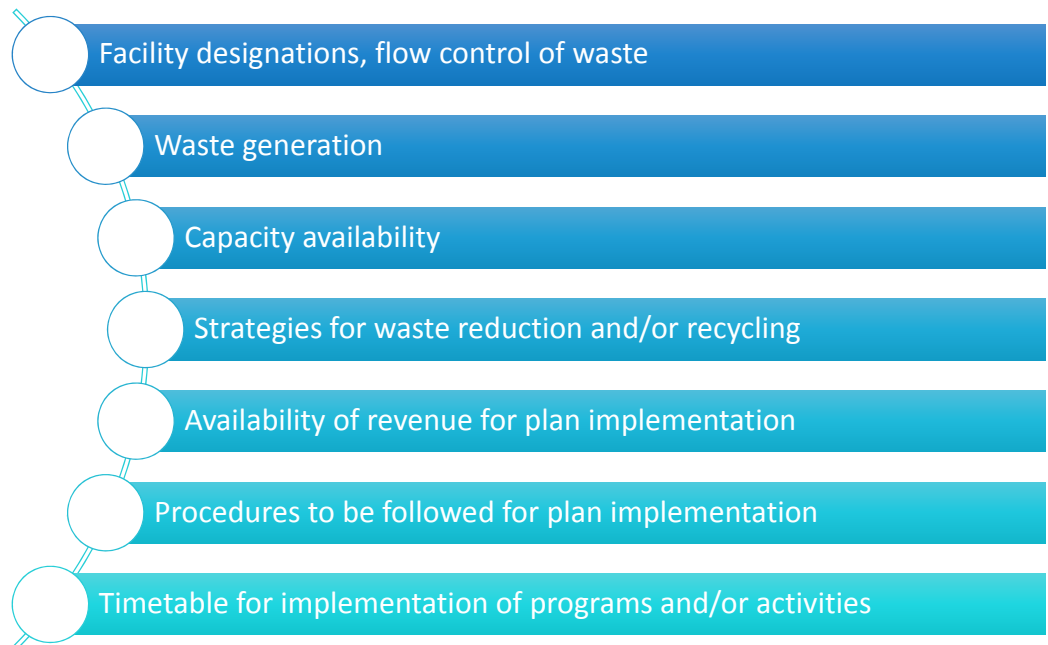 Facility designations, flow control of waste
Waste generation
Capacity availability
Strategies for waste reduction and/or recycling
Availability of revenue for plan implementation
Procedures to be followed for plan implementation
Timetable for implementation of programs and/or activities